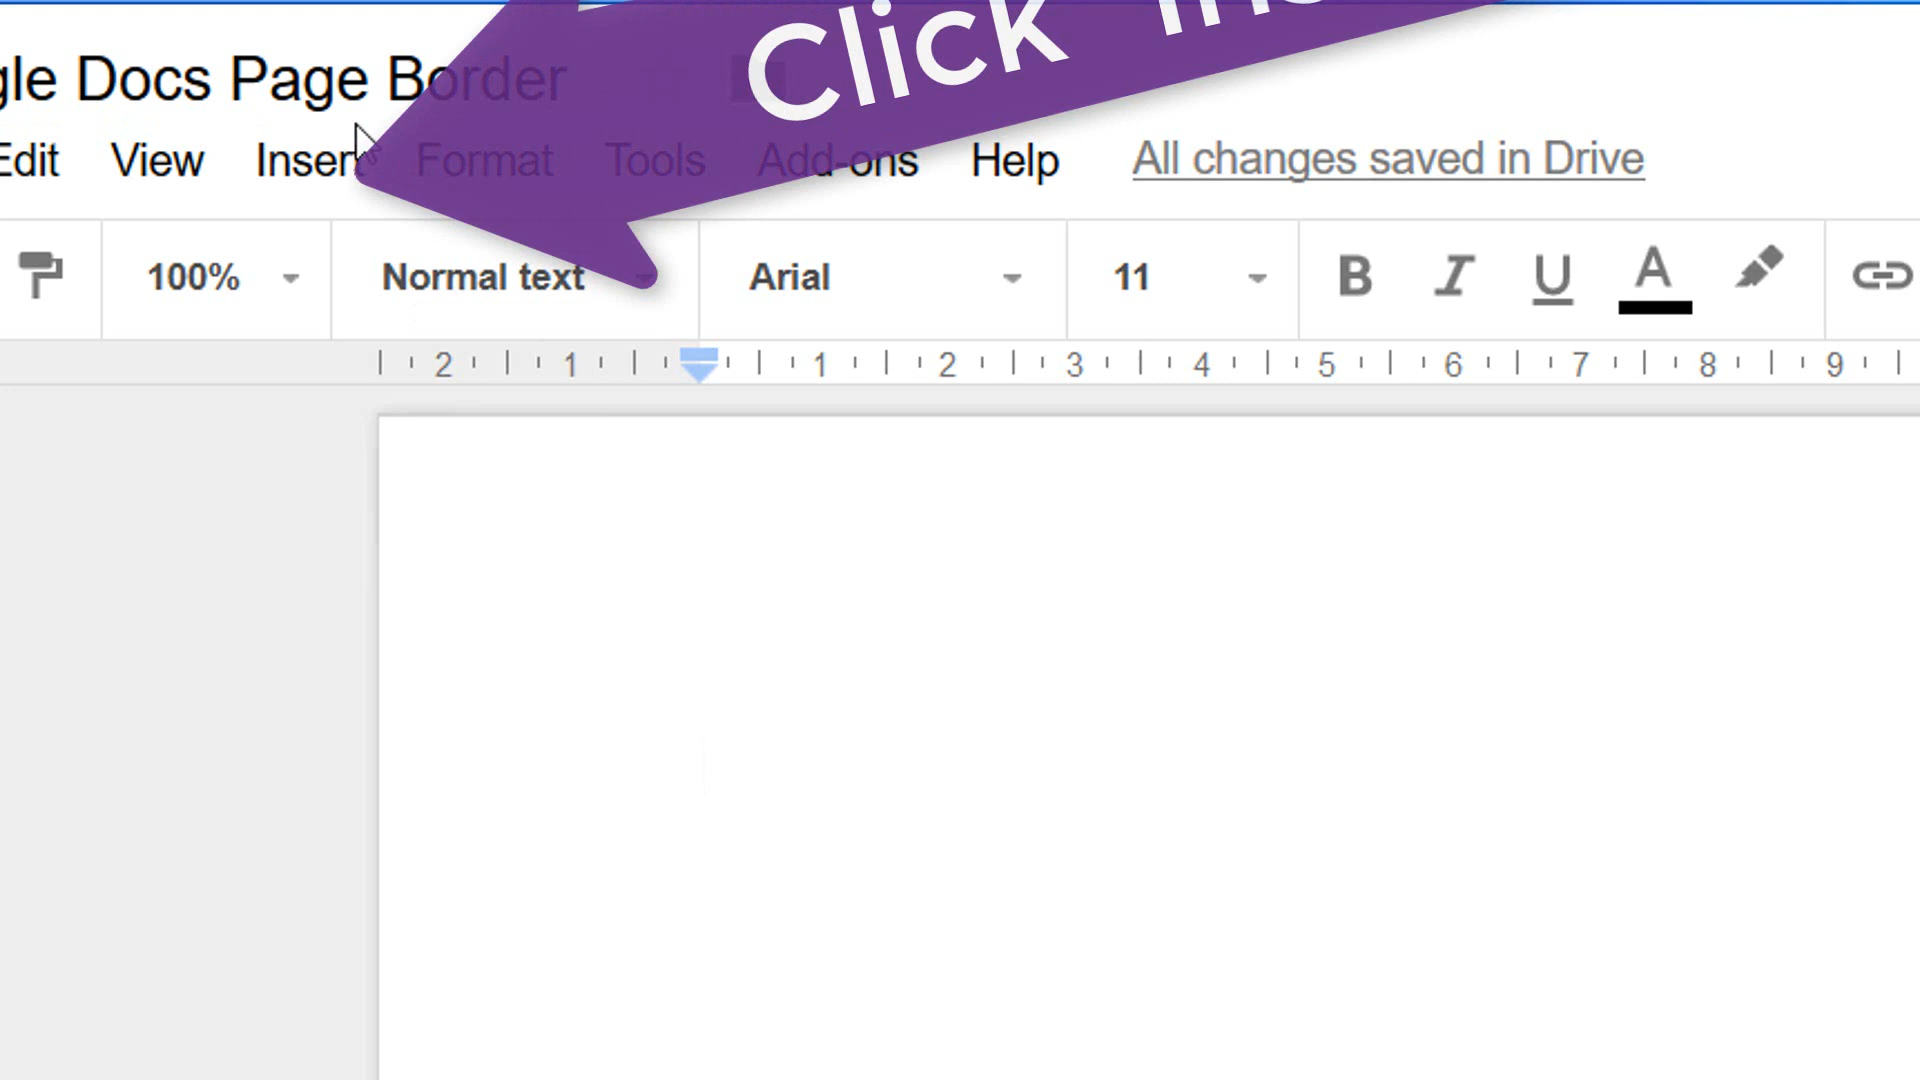 Click
Docs Page Border
Edit View Insert Format Tools Add-ons Help All changes saved in Drive
100% Normal text Arial 11 B I U A
2 1 1 2 3 4 5 6 7 8 9